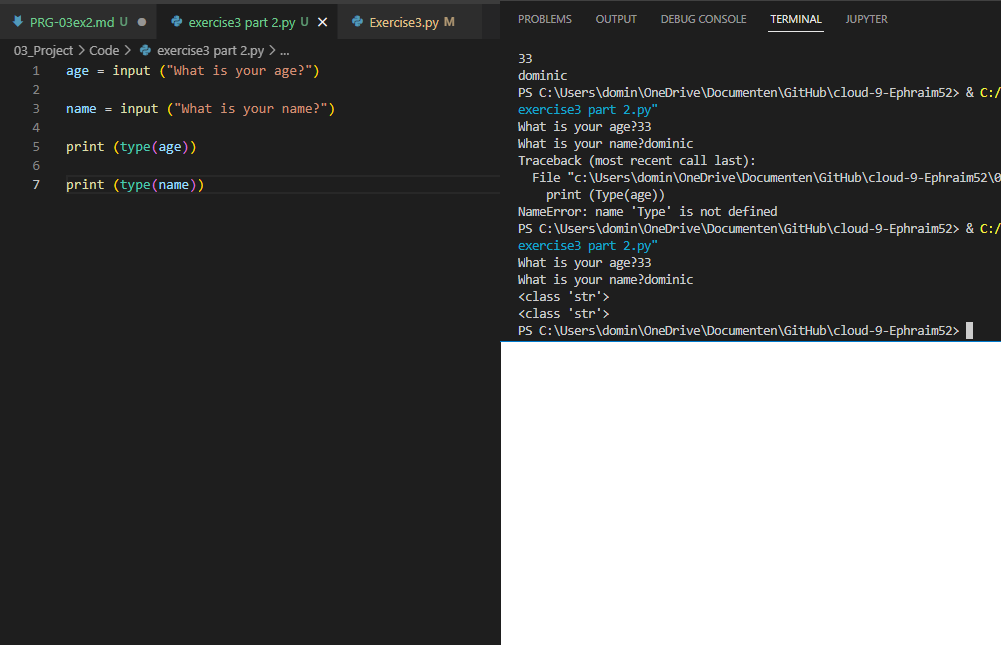 PRG-03ex2.md U ● exercise3 part 2.py U × Exercise3.py M
03_Project > Code > exercise3 part 2.py > ...
1 age = input ("What is your age?")
2
3 name = input ("What is your name?")
4
5 print (type(age))
6
7 print (type(name))
PROBLEMS OUTPUT DEBUG CONSOLE TERMINAL JUPYTER
33
dominic
PS C:\Users\domin\OneDrive\Documenten\GitHub\cloud-9-Ephraim52> & C:/
exercise3 part 2.py"
What is your age?33
What is your name?dominic
Traceback (most recent call last):
File "c:\Users\domin\OneDrive\Documenten\GitHub\cloud-9-Ephraim52\0
print (Type(age))
NameError: name 'Type' is not defined
PS C:\Users\domin\OneDrive\Documenten\GitHub\cloud-9-Ephraim52> & C:/
exercise3 part 2.py"
What is your age?33
What is your name?dominic
<class 'str'>
<class 'str'>
PS C:\Users\domin\OneDrive\Documenten\GitHub\cloud-9-Ephraim52>